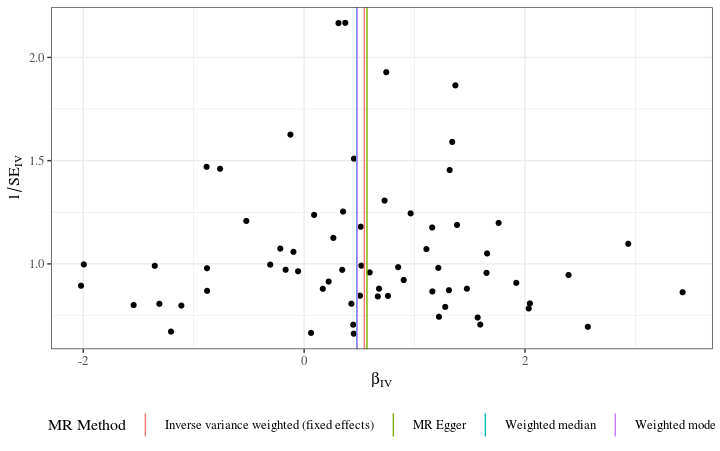 2.0
1.5
1.0
1/SE_IV
-2 0 2
β_IV
MR Method Inverse variance weighted (fixed effects) MR Egger Weighted median Weighted mode